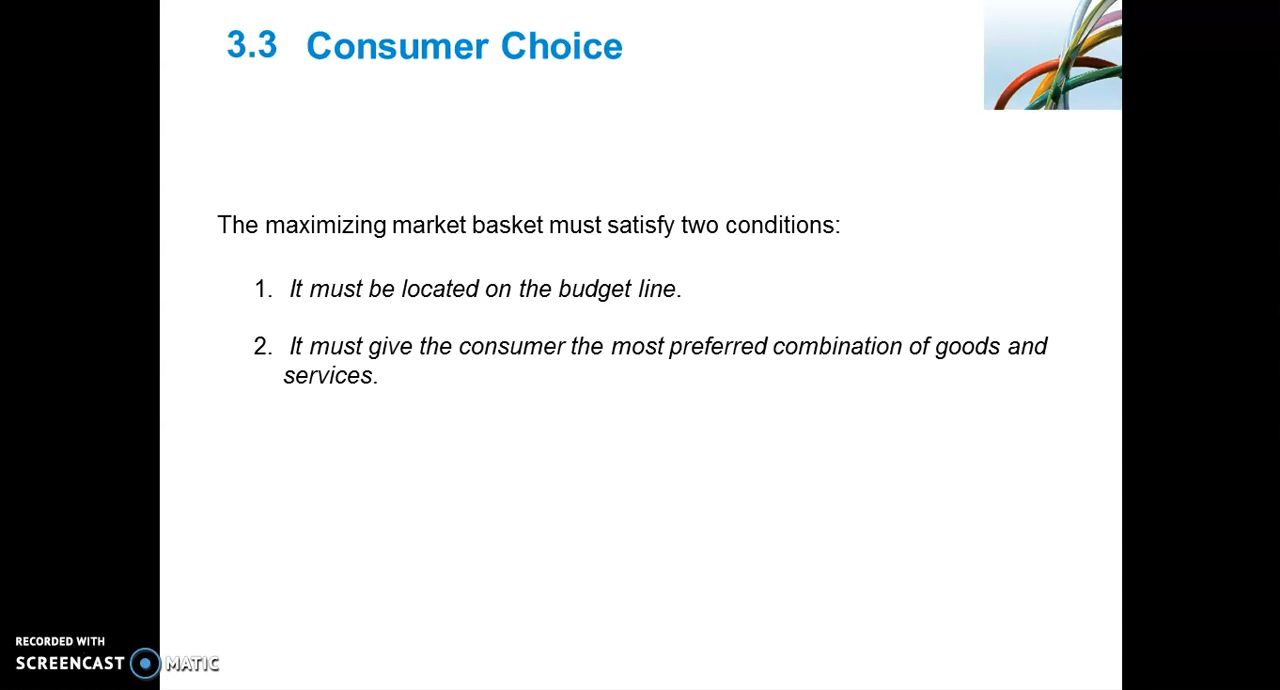 3.3 Consumer Choice
The maximizing market basket must satisfy two conditions:
1. It must be located on the budget line.
2. It must give the consumer the most preferred combination of goods and
services.
RECORDED WITH
SCREENCAST MATIC